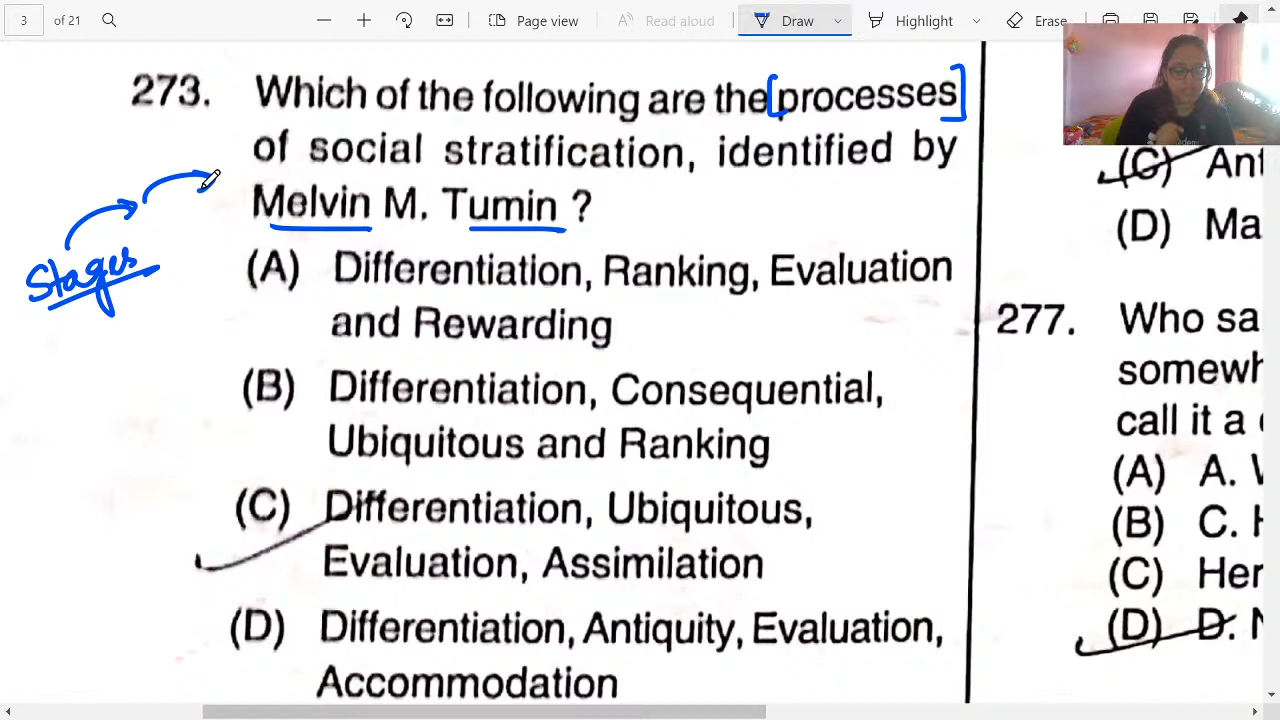 3 of 21 Page view Read aloud Draw Highlight Erase
273. Which of the following are the processes
of social stratification, identified by
Melvin M. Tumin ?
(A) Differentiation, Ranking, Evaluation
and Rewarding
(B) Differentiation, Consequential,
Ubiquitous and Ranking
(C) Differentiation, Ubiquitous,
Evaluation, Assimilation
(D) Differentiation, Antiquity, Evaluation,
Accommodation
Stages
(C) Ant
(D) Ma
277. Who sa
somewh
call it a
(A) A.
(B) C.
(C) Her
(D) D.